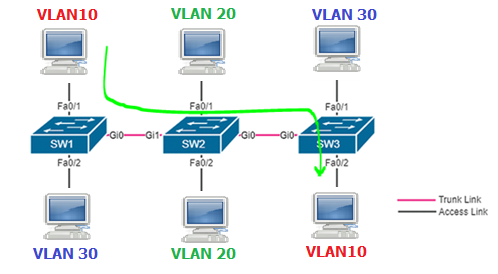 VLAN10 VLAN 20 VLAN 30
Fa0/1 Fa0/1 Fa0/1
SW1 Gi0 Gi1 SW2 Gi0 Gi0 SW3
Fa0/2 Fa0/2 Fa0/2
Trunk Link
Access Link
VLAN 30 VLAN 20 VLAN10